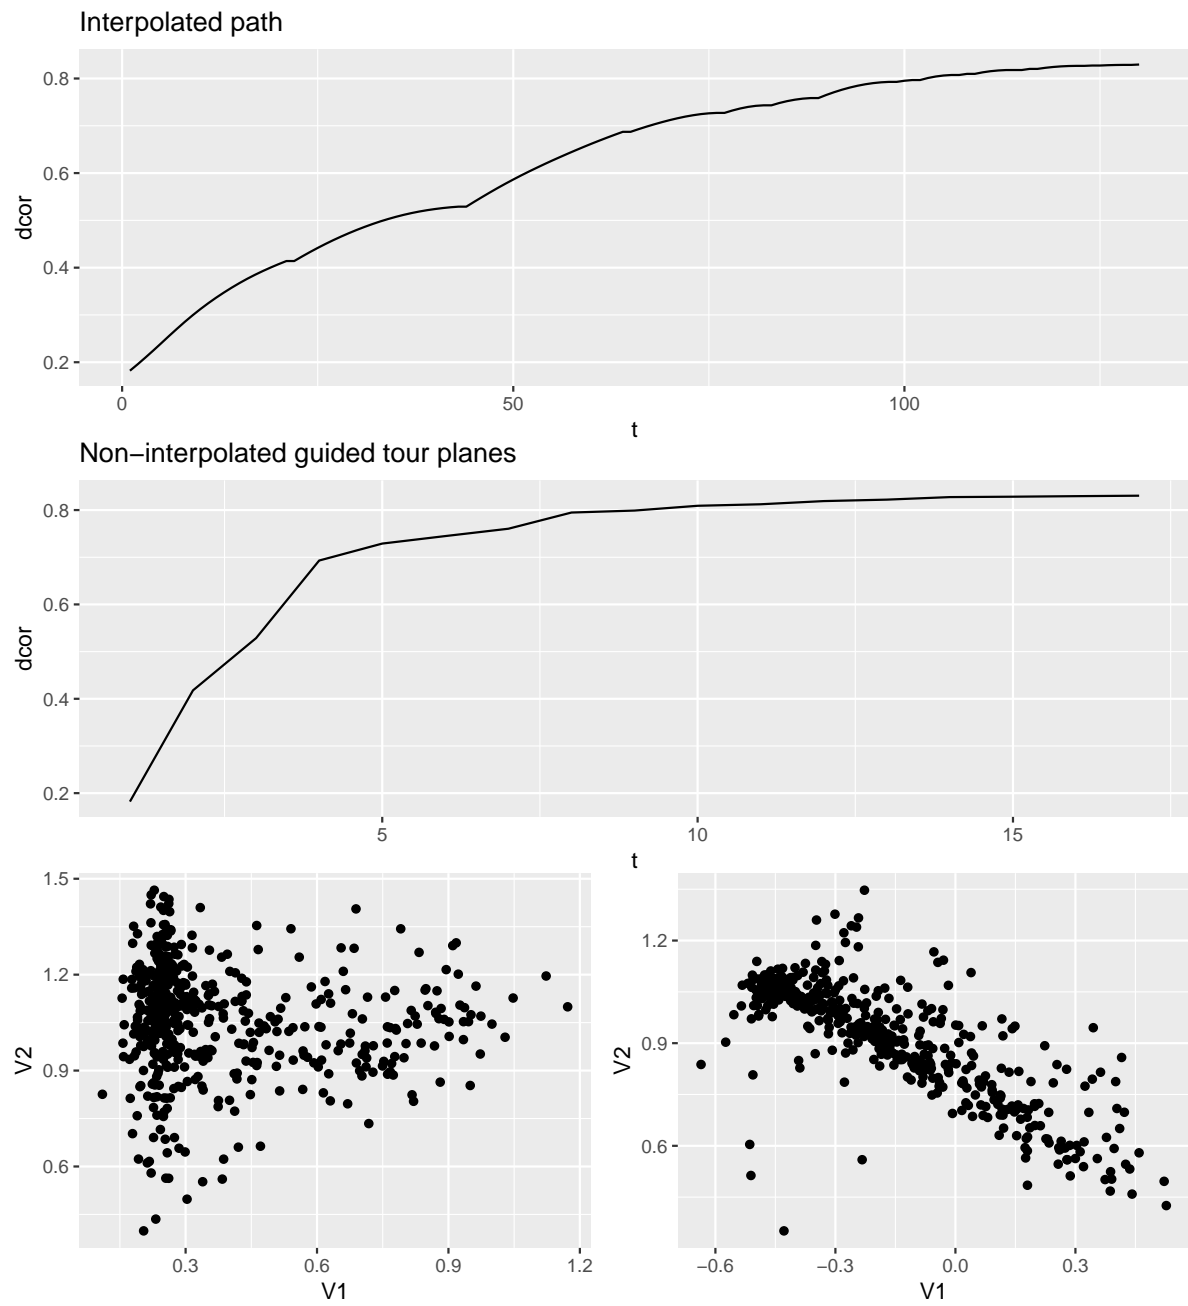 Interpolated path
0.8
0.6
0.4
0.2
dcor
0 50 100
t
Non−interpolated guided tour planes
0.8
0.6
0.4
0.2
dcor
5 10 15
t
1.5
1.2
0.9
0.6
V2
0.3 0.6 0.9 1.2
V1
1.2
0.9
0.6
V2
−0.6 −0.3 0.0 0.3
V1